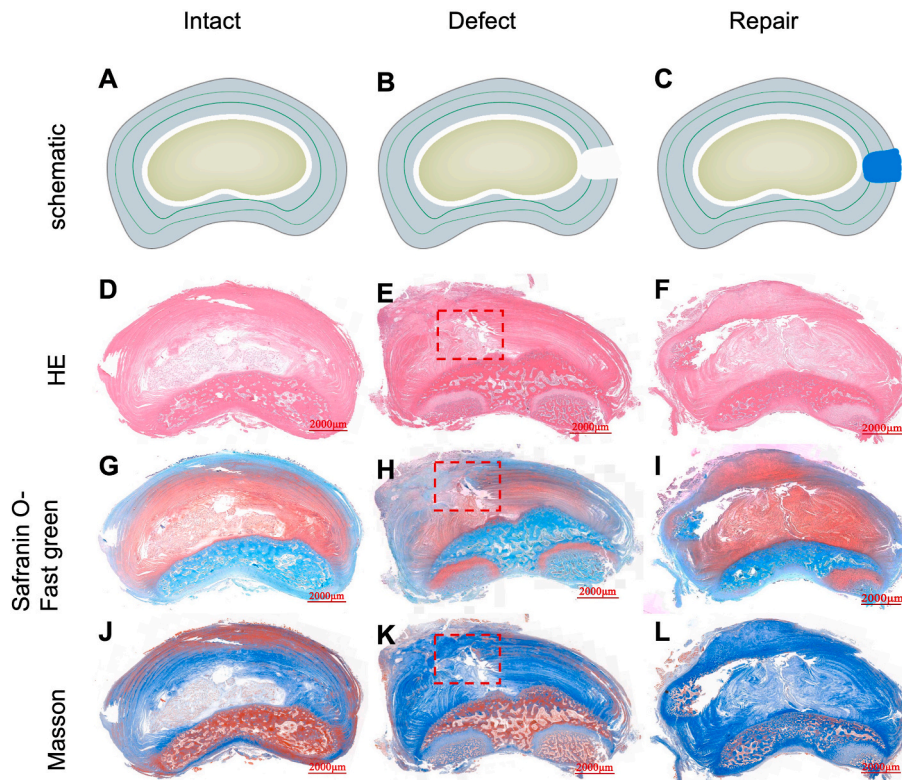 Intact Defect Repair
A B C
schematic
D E F
HE
2000μm 2000μm 2000μm
G H I
Safranin O-
Fast green
2000μm 2000μm 2000μm
J K L
Masson
2000μm 2000μm 2000μm